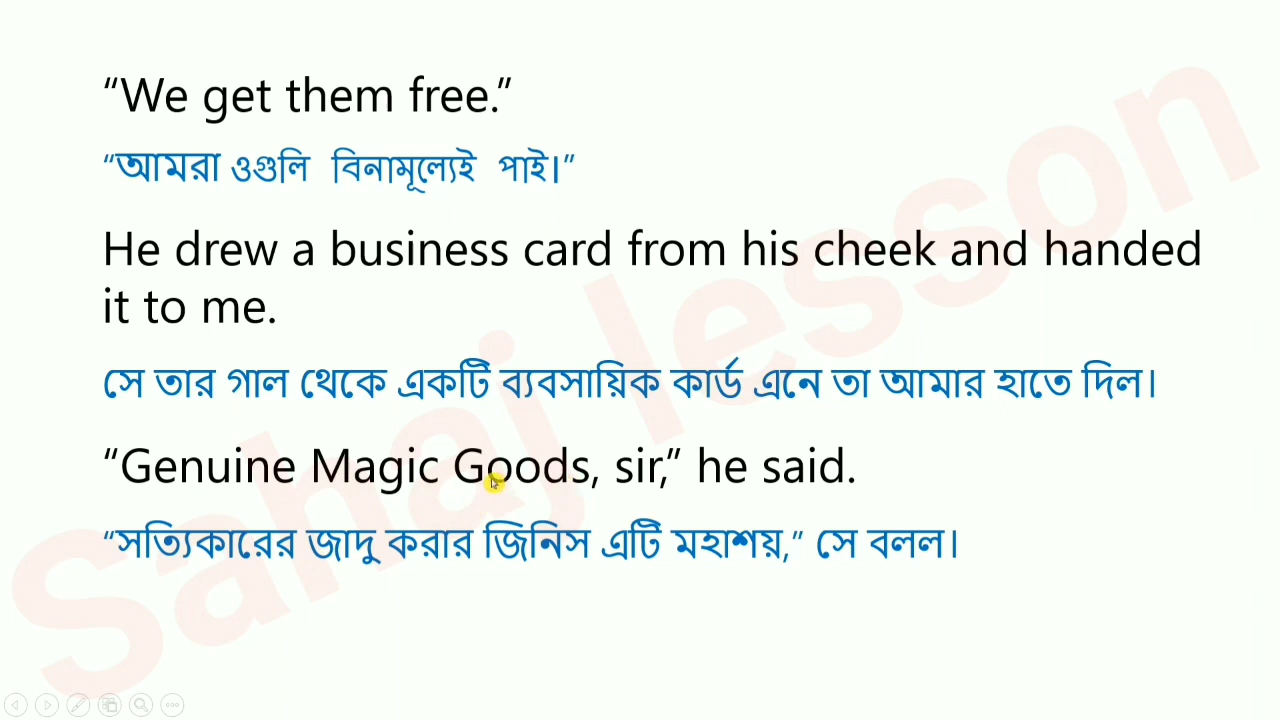 “We get them free.”
“আমরা ওগুলি বিনামূল্যেই পাই।”
He drew a business card from his cheek and handed
it to me.
সে তার গাল থেকে একটি ব্যবসায়িক কার্ড এনে তা আমার হাতে দিল।
“Genuine Magic Goods, sir,” he said.
“সত্যিকারের জাদু করার জিনিস এটি মহাশয়,” সে বলল।
Sahaj lesson